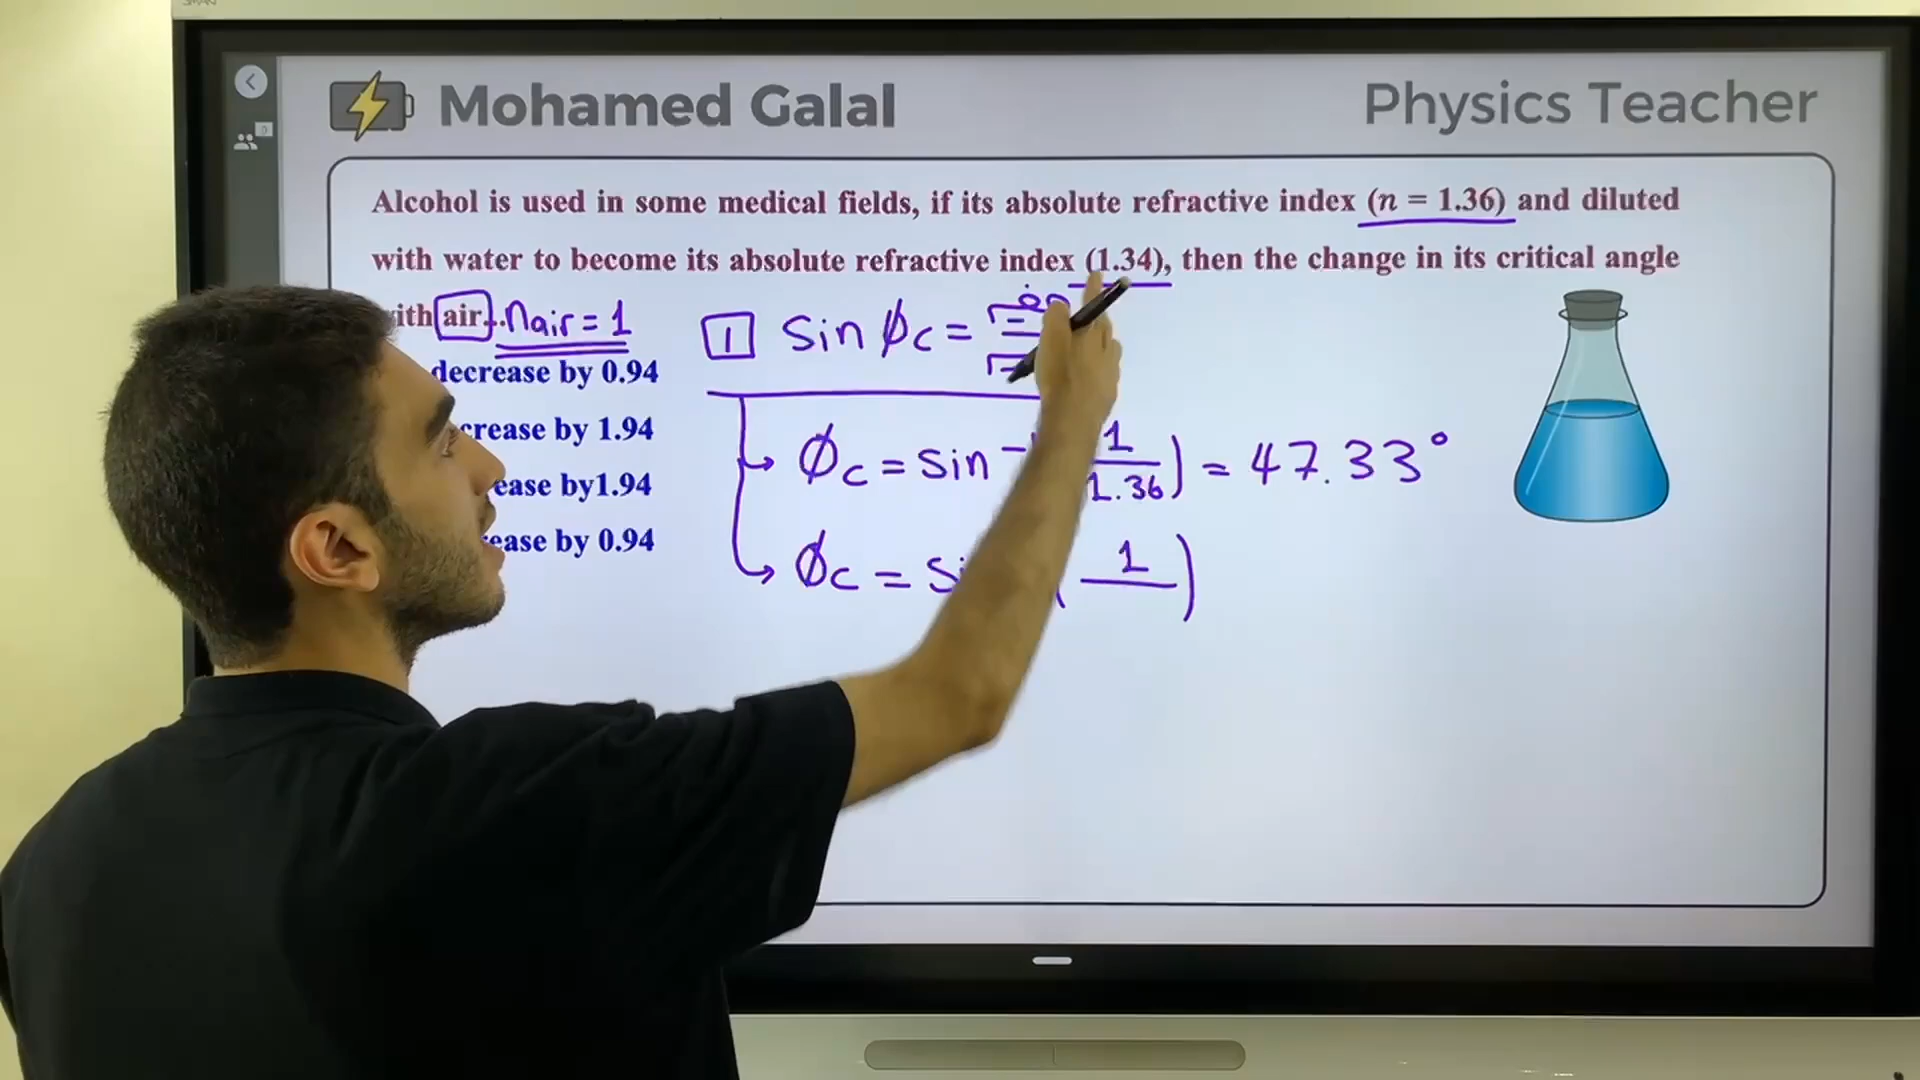 Mohamed Galal
Physics Teacher
Alcohol is used in some medical fields, if its absolute refractive index (n = 1.36) and diluted
with water to become its absolute refractive index (1.34), then the change in its critical angle
air.. nair = 1
decrease by 0.94
by 1.94
by1.94
by 0.94
1 Sin ϕc =
ϕc = sin⁻ 1/1.36) = 47.33°
ϕc = (1/ )